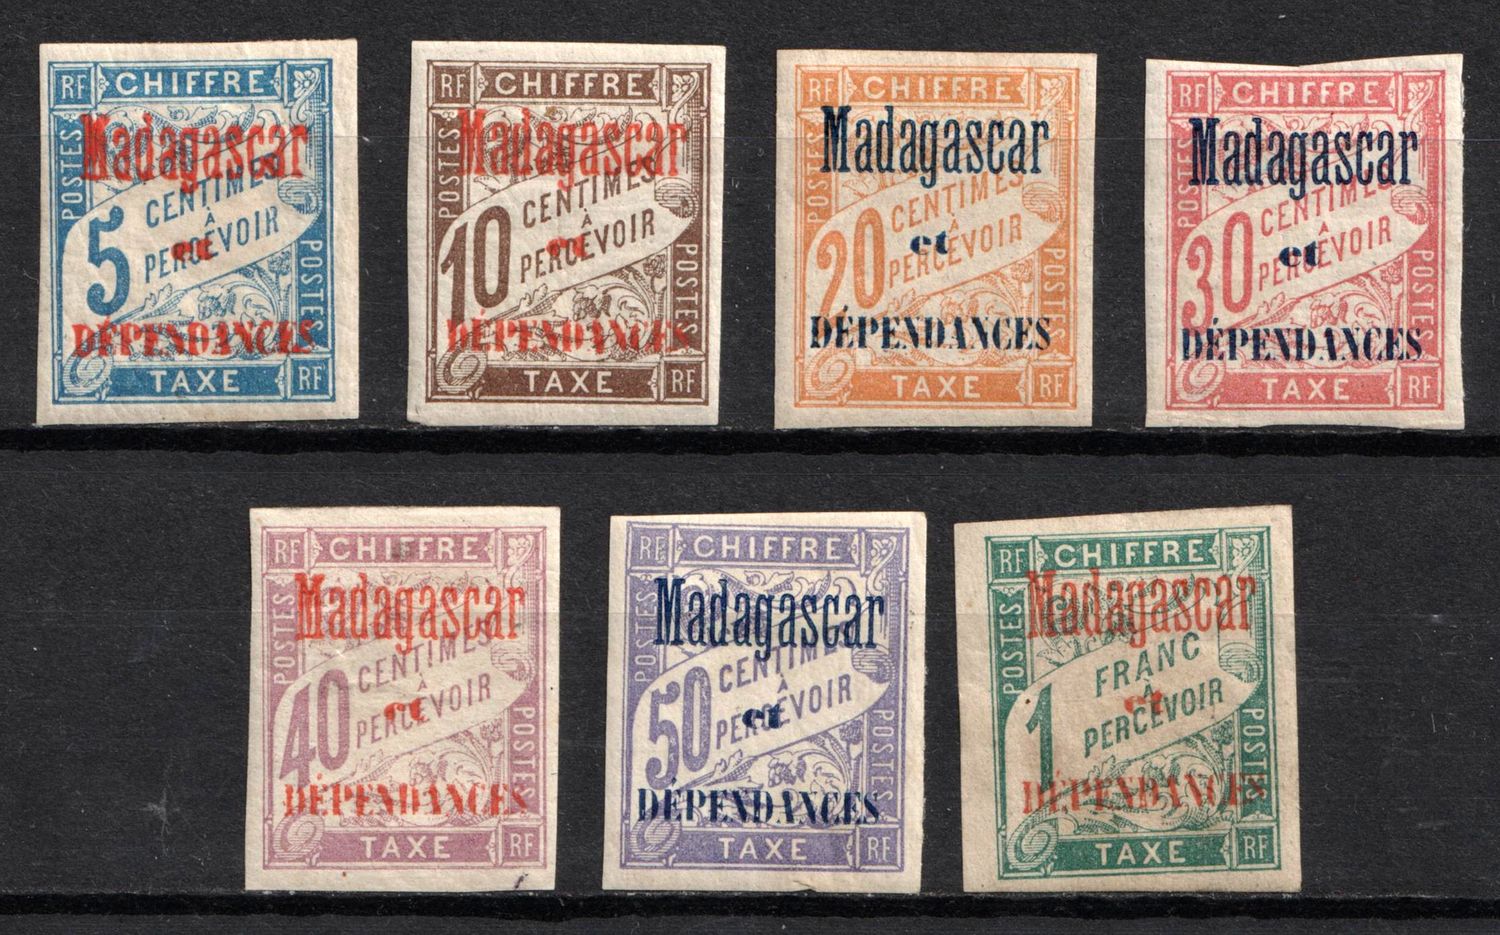 RF CHIFFRE
POSTES
Madagascar
5 CENTIMES
À
PERCEVOIR
et
POSTES
DÉPENDANCES
TAXE RF
RF CHIFFRE
POSTES
Madagascar
10 CENTIMES
À
PERCEVOIR
et
POSTES
DÉPENDANCES
TAXE RF
RF CHIFFRE
POSTES
Madagascar
20 CENTIMES
À
PERCEVOIR
et
POSTES
DÉPENDANCES
TAXE RF
RF CHIFFRE
POSTES
Madagascar
30 CENTIMES
À
PERCEVOIR
et
POSTES
DÉPENDANCES
TAXE RF
RF CHIFFRE
POSTES
Madagascar
40 CENTIMES
À
PERCEVOIR
et
POSTES
DÉPENDANCES
TAXE RF
RF CHIFFRE
POSTES
Madagascar
50 CENTIMES
À
PERCEVOIR
et
POSTES
DÉPENDANCES
TAXE RF
RF CHIFFRE
POSTES
Madagascar
1 FRANC
À
PERCEVOIR
et
POSTES
DÉPENDANCES
TAXE RF